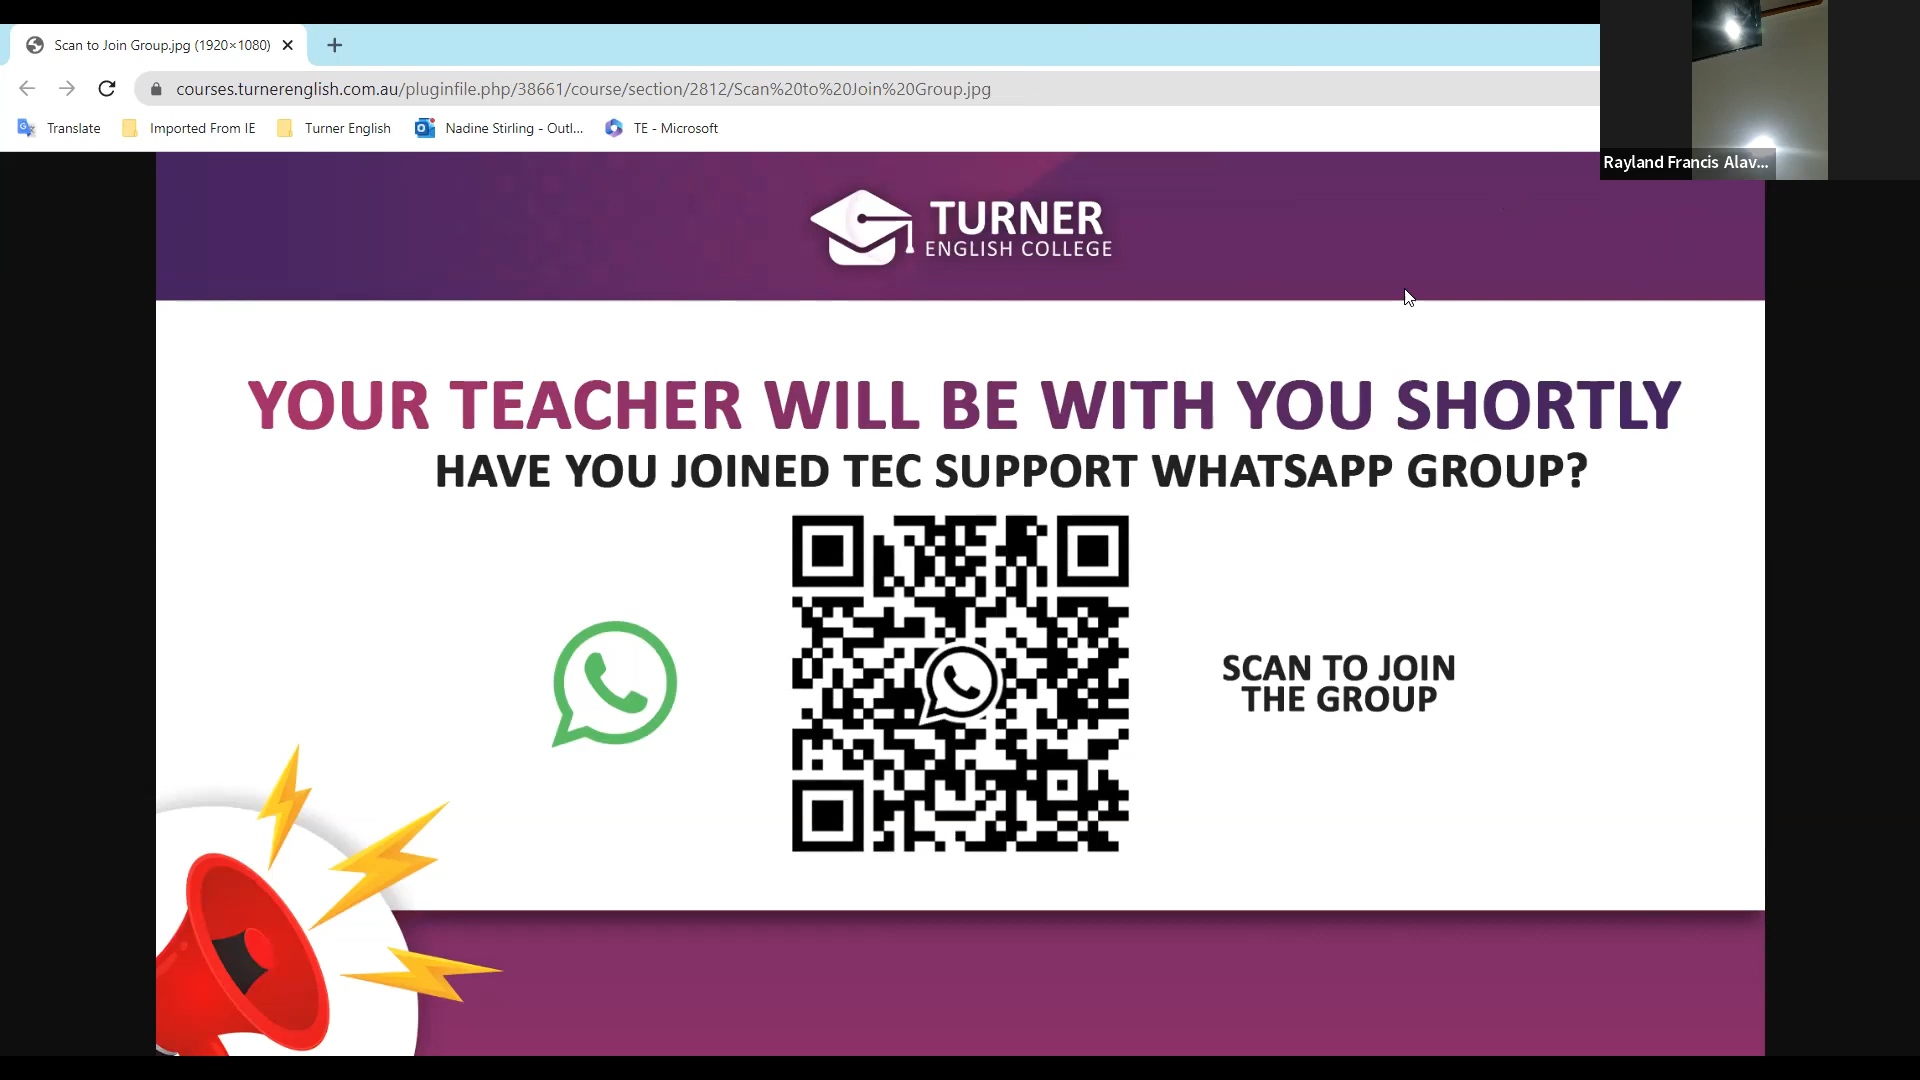 Scan to Join Group.jpg (1920×1080)
courses.turnerenglish.com.au/pluginfile.php/38661/course/section/2812/Scan%20to%20Join%20Group.jpg
Translate Imported From IE Turner English Nadine Stirling - Outl... TE - Microsoft
Rayland Francis Alav...
TURNER
ENGLISH COLLEGE
YOUR TEACHER WILL BE WITH YOU SHORTLY
HAVE YOU JOINED TEC SUPPORT WHATSAPP GROUP?
SCAN TO JOIN
THE GROUP